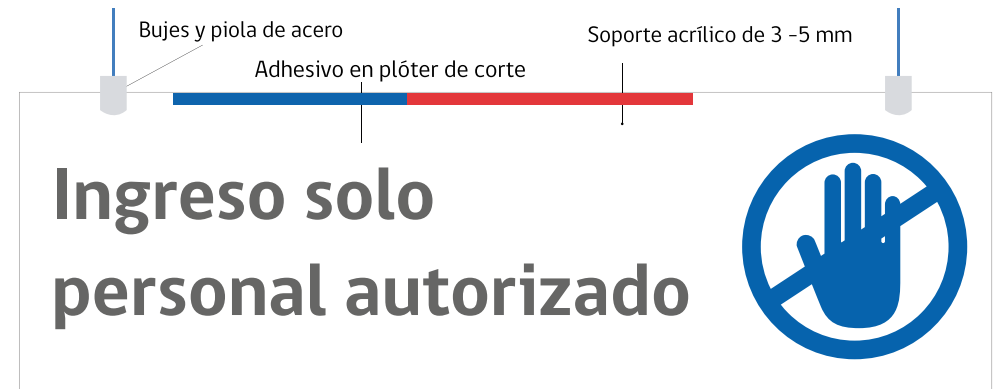 Bujes y piola de acero
Soporte acrílico de 3 -5 mm
Adhesivo en plóter de corte
Ingreso solo
personal autorizado